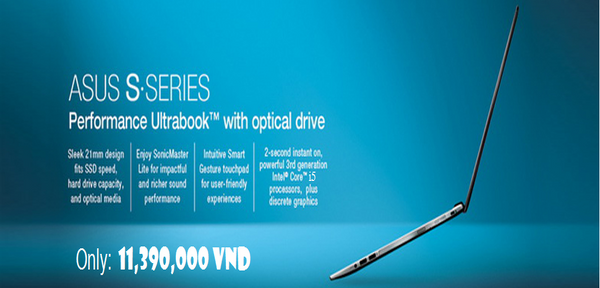 ASUS S·SERIES
Performance Ultrabook™ with optical drive
Sleek 21mm design
fits SSD speed,
hard drive capacity,
and optical media
Enjoy SonicMaster
Lite for impactful
and richer sound
performance
Intuitive Smart
Gesture touchpad
for user-friendly
experiences
2-second instant on,
powerful 3rd generation
Intel® Core™ i5
processors, plus
discrete graphics
Only: 11,390,000 VND